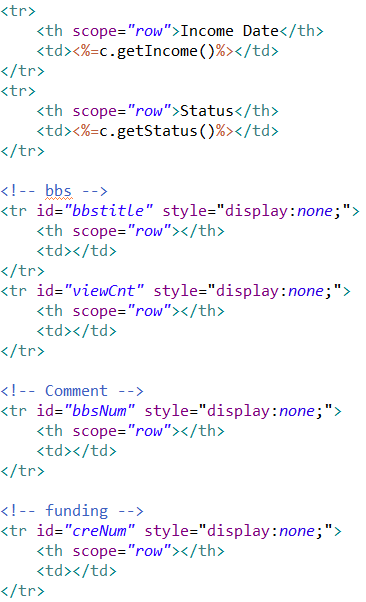 <tr>
    <th scope="row">Income Date</th>
    <td><%=c.getIncome()%></td>
</tr>
<tr>
    <th scope="row">Status</th>
    <td><%=c.getStatus()%></td>
</tr>

<!-- bbs -->
<tr id="bbstitle" style="display:none;">
    <th scope="row"></th>
    <td></td>
</tr>
<tr id="viewCnt" style="display:none;">
    <th scope="row"></th>
    <td></td>
</tr>

<!-- Comment -->
<tr id="bbsNum" style="display:none;">
    <th scope="row"></th>
    <td></td>
</tr>

<!-- funding -->
<tr id="creNum" style="display:none;">
    <th scope="row"></th>
    <td></td>
</tr>